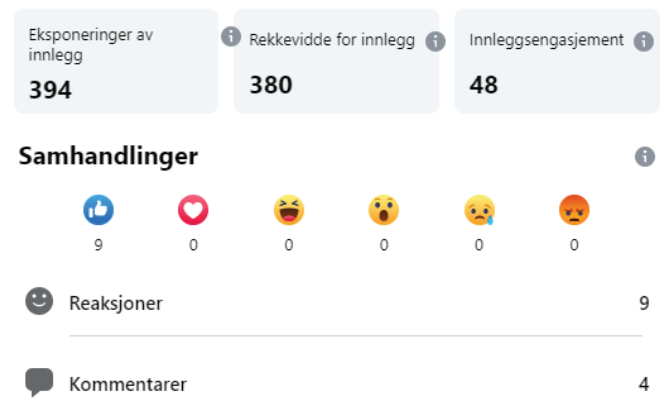 Eksponeringer av
innlegg
394
Rekkevidde for innlegg
380
Innleggsengasjement
48
Samhandlinger
9
0
0
0
0
0
Reaksjoner 9
Kommentarer 4